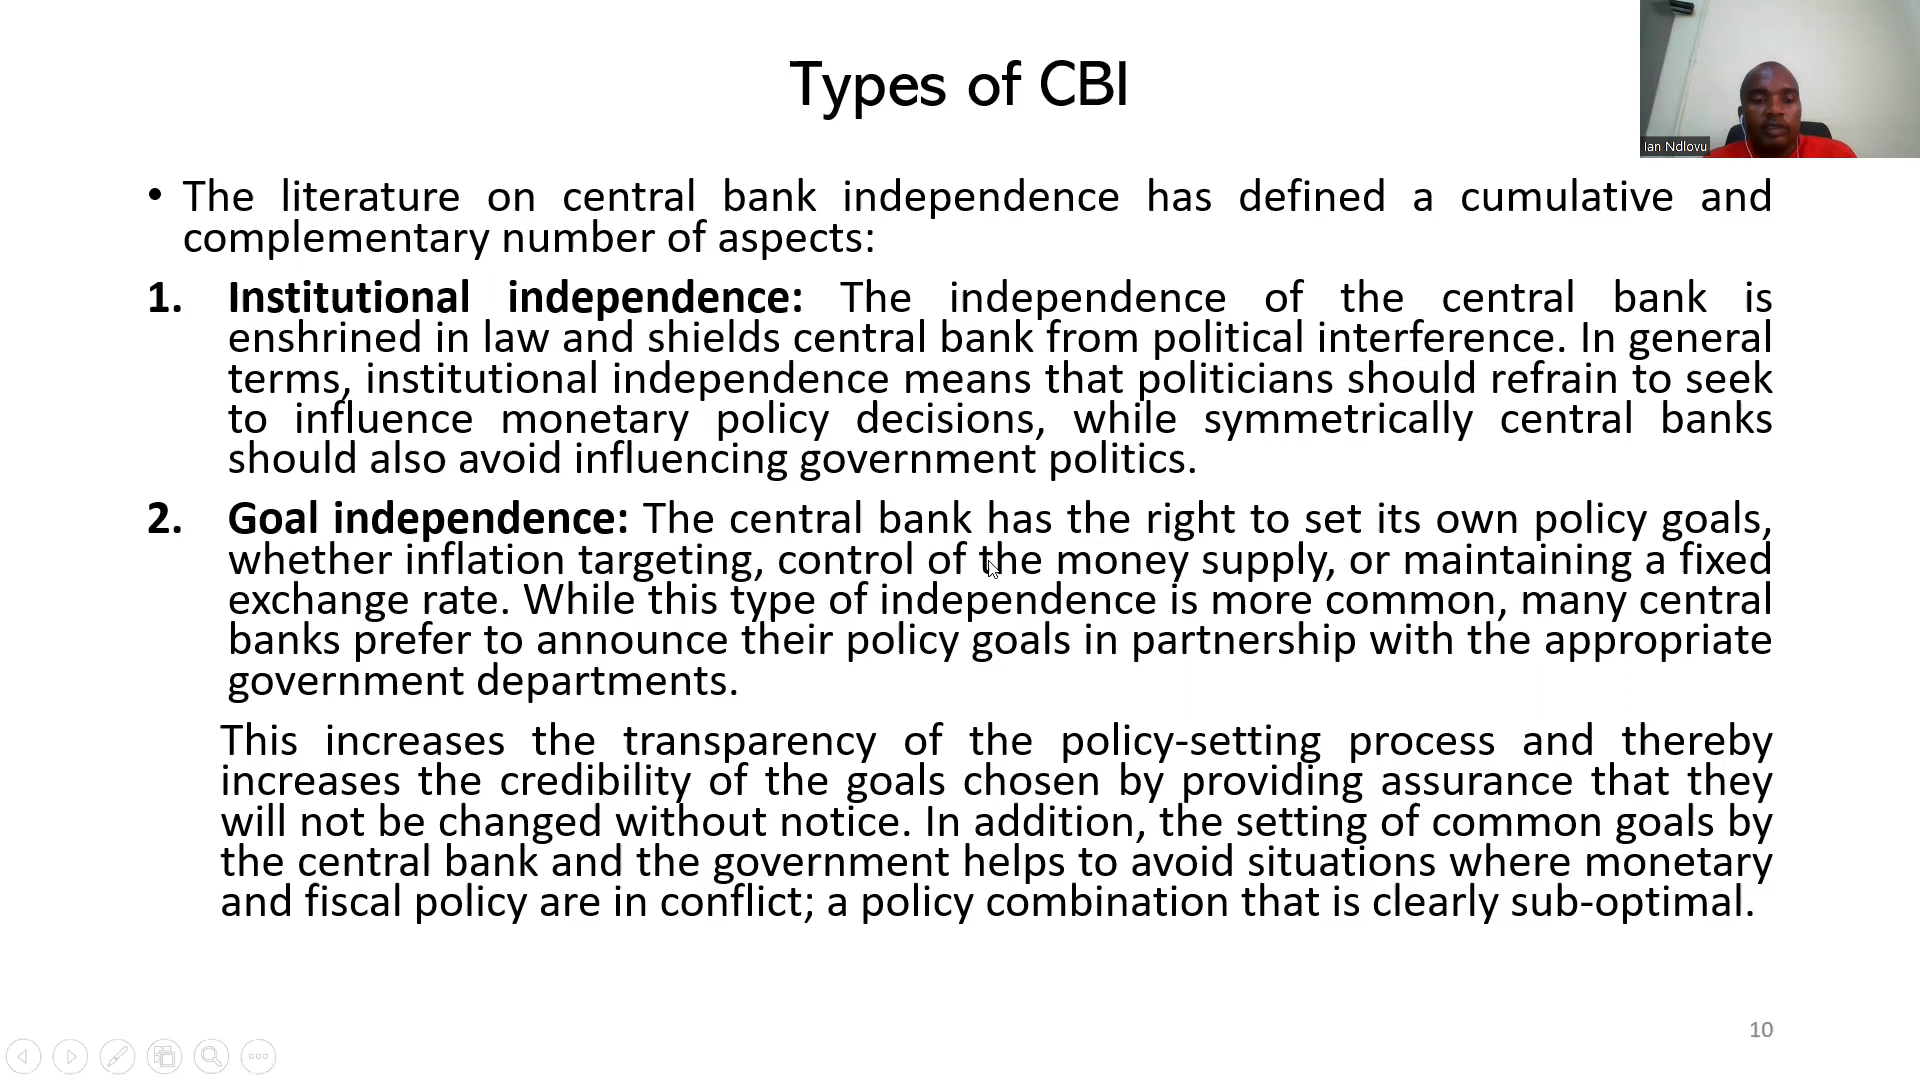 Types of CBI
Ian Ndlovu
• The literature on central bank independence has defined a cumulative and
complementary number of aspects:
1. Institutional independence: The independence of the central bank is
enshrined in law and shields central bank from political interference. In general
terms, institutional independence means that politicians should refrain to seek
to influence monetary policy decisions, while symmetrically central banks
should also avoid influencing government politics.
2. Goal independence: The central bank has the right to set its own policy goals,
whether inflation targeting, control of the money supply, or maintaining a fixed
exchange rate. While this type of independence is more common, many central
banks prefer to announce their policy goals in partnership with the appropriate
government departments.
This increases the transparency of the policy-setting process and thereby
increases the credibility of the goals chosen by providing assurance that they
will not be changed without notice. In addition, the setting of common goals by
the central bank and the government helps to avoid situations where monetary
and fiscal policy are in conflict; a policy combination that is clearly sub-optimal.
10